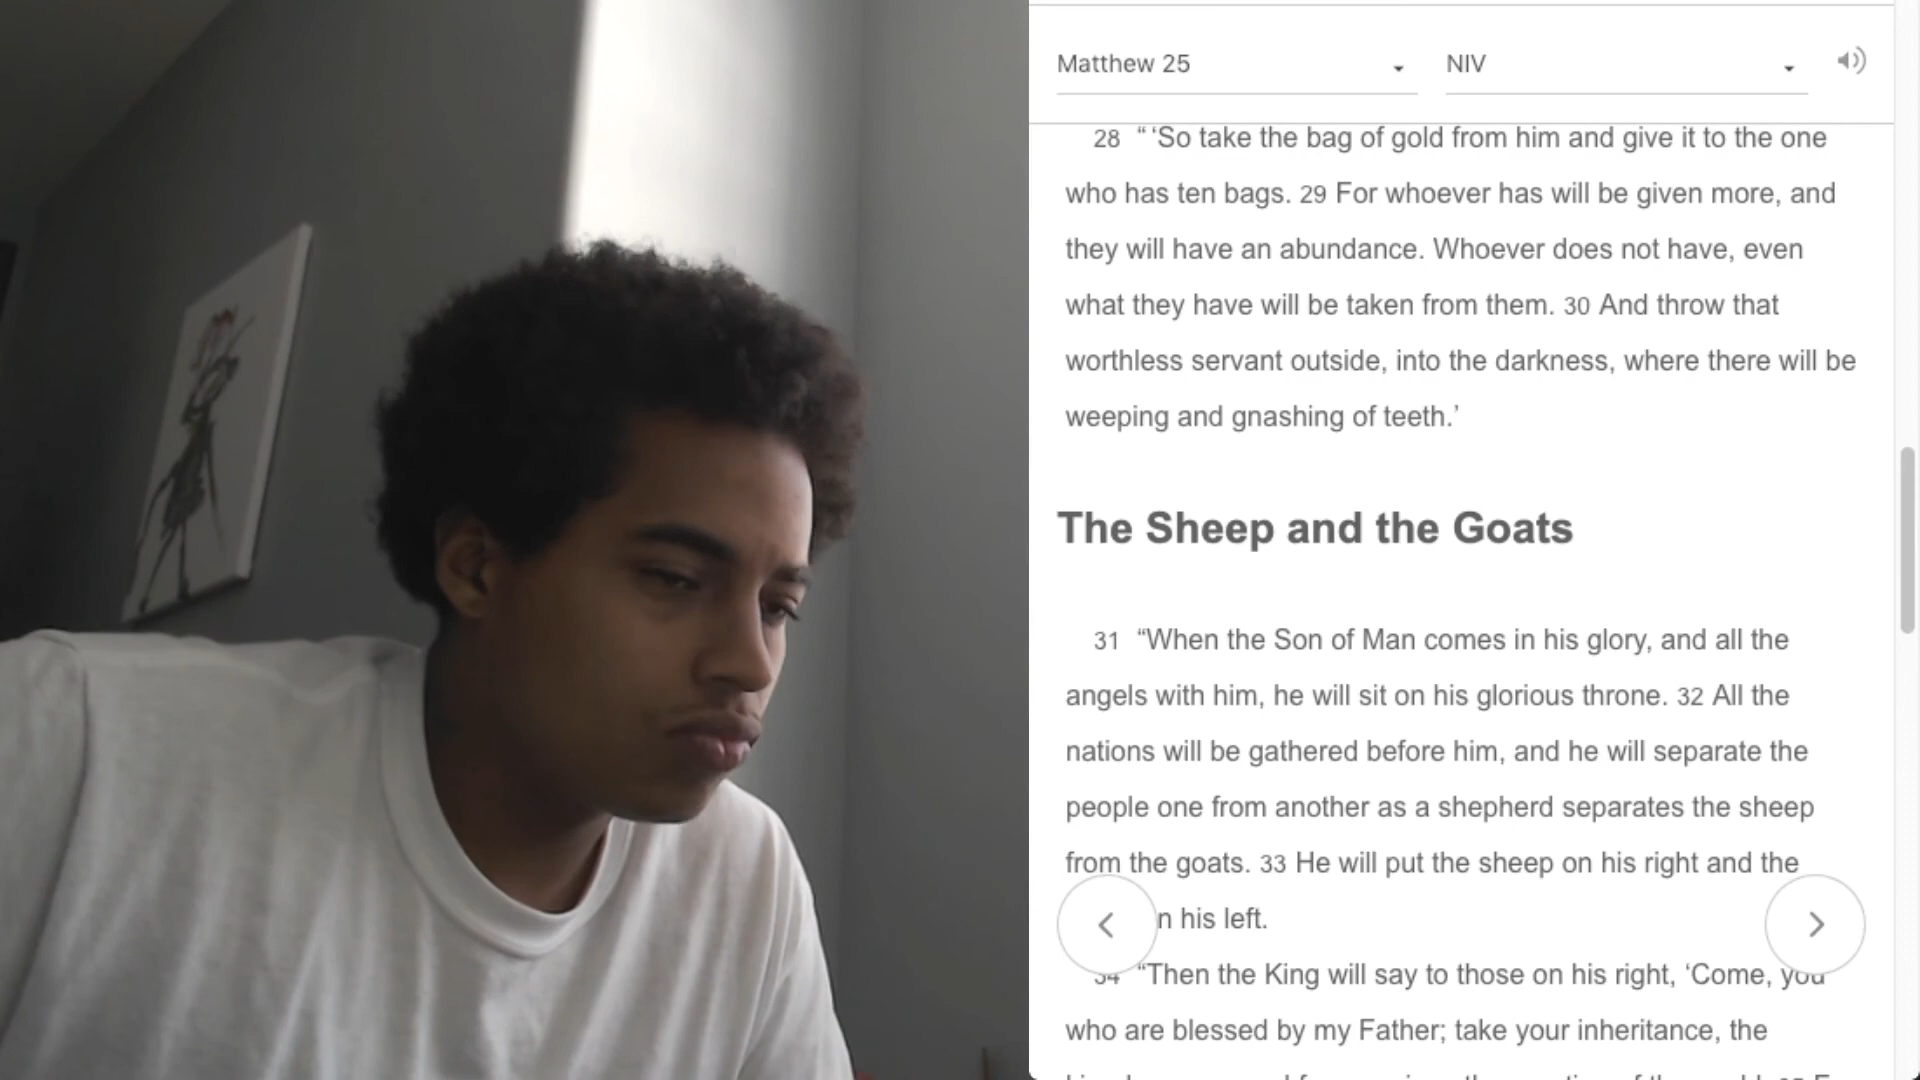 Matthew 25
NIV
28 “ ‘So take the bag of gold from him and give it to the one
who has ten bags. 29 For whoever has will be given more, and
they will have an abundance. Whoever does not have, even
what they have will be taken from them. 30 And throw that
worthless servant outside, into the darkness, where there will be
weeping and gnashing of teeth.’
The Sheep and the Goats
31 “When the Son of Man comes in his glory, and all the
angels with him, he will sit on his glorious throne. 32 All the
nations will be gathered before him, and he will separate the
people one from another as a shepherd separates the sheep
from the goats. 33 He will put the sheep on his right and the
n his left.
34 “Then the King will say to those on his right, ‘Come, you
who are blessed by my Father; take your inheritance, the